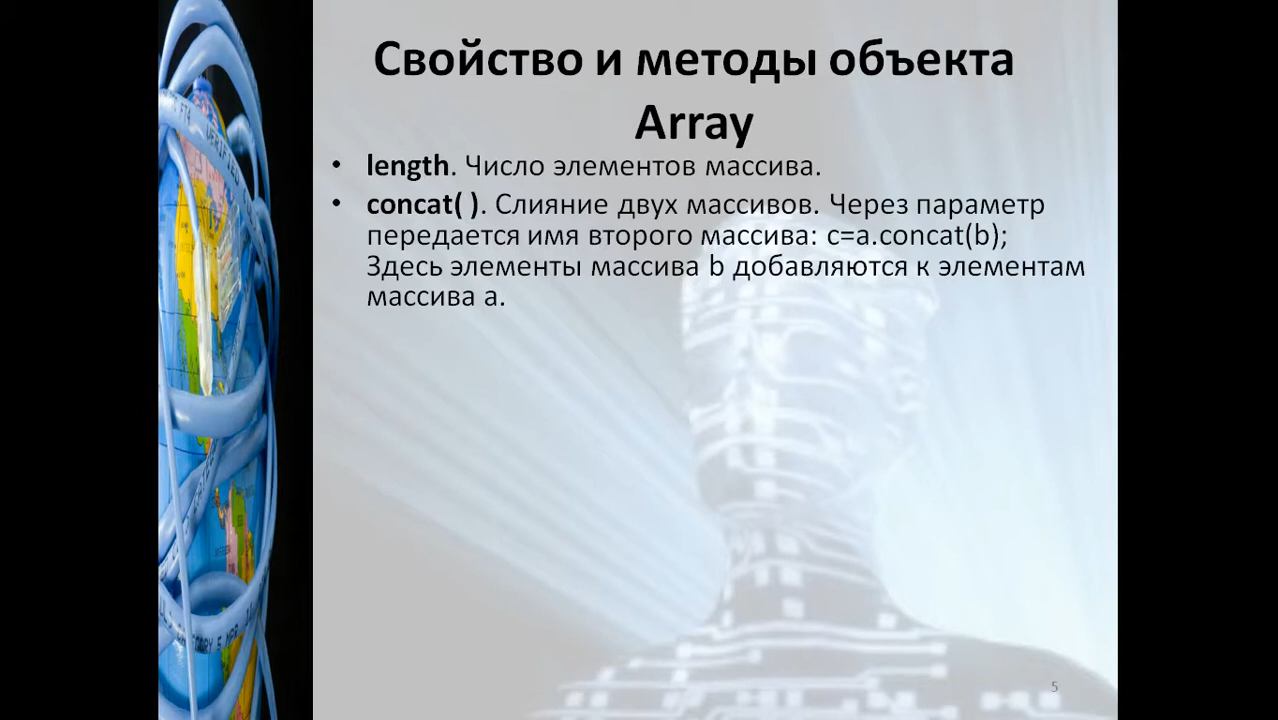 Свойство и методы объекта
Array
• length. Число элементов массива.
• concat( ). Слияние двух массивов. Через параметр
передается имя второго массива: c=a.concat(b);
Здесь элементы массива b добавляются к элементам
массива a.
VERIFIED
5